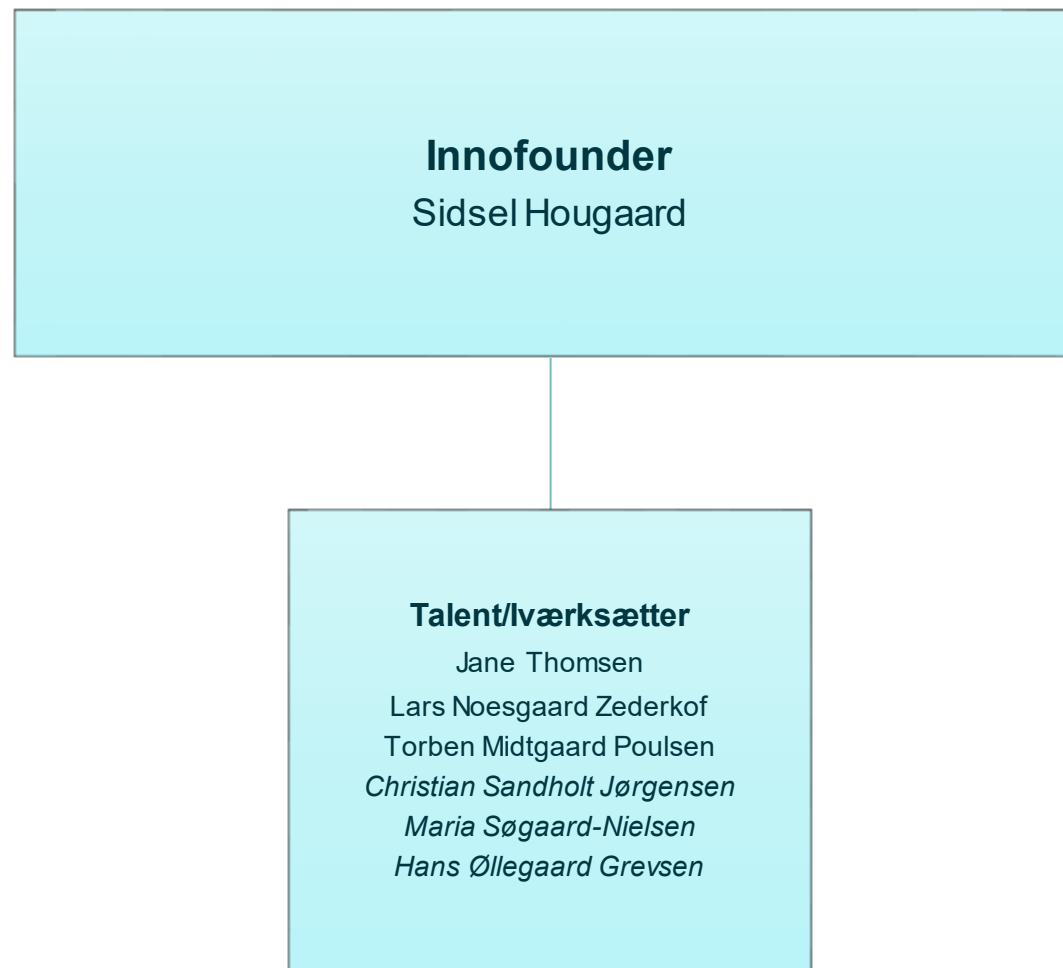 Innofounder
Sidsel Hougaard
Talent/Iværksætter
Jane Thomsen
Lars Noesgaard Zederkof
Torben Midtgaard Poulsen
Christian Sandholt Jørgensen
Maria Søgaard-Nielsen
Hans Øllegaard Grevsen